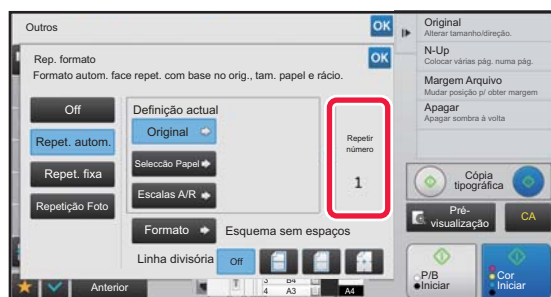 Outros
OK
Rep. formato
OK
Formato autom. face repet. com base no orig., tam. papel e rácio.
Off
Repet. autom.
Repet. fixa
Repetição Foto
Definição actual
Original
Seleccão Papel
Escalas A/R
Formato
Esquema sem espaços
Linha divisória
Off
Repetir
número
1
Anterior
3 B4
4 A3
A4
Original
Alterar tamanho/direção.
N-Up
Colocar várias pág. numa pág.
Margem Arquivo
Mudar posição p/ obter margem
Apagar
Apagar sombra à volta
Cópia
tipográfica
Pré-
visualização
CA
P/B
Iniciar
Cor
Iniciar